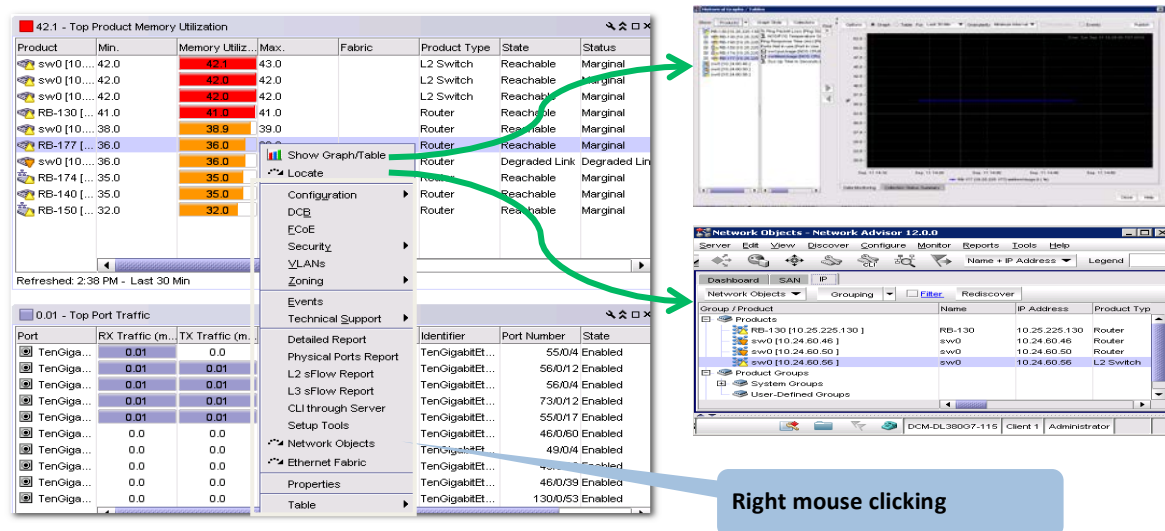 42.1 - Top Product Memory Utilization
Product Min. Memory Utiliz... Max. Fabric Product Type State Status
sw0 [10.... 42.0 42.1 43.0 L2 Switch Reachable Marginal
sw0 [10.... 42.0 42.0 42.0 L2 Switch Reachable Marginal
sw0 [10.... 42.0 42.0 42.0 L2 Switch Reachable Marginal
RB-130 [... 41.0 41.0 41.0 Router Reachable Marginal
sw0 [10.... 38.0 38.9 39.0 Router Reachable Marginal
RB-177 [... 36.0 36.0 Router Reachable Marginal
sw0 [10.... 36.0 36.0 Router Degraded Link Degraded Lin
RB-174 [... 35.0 35.0 Router Reachable Marginal
RB-140 [... 35.0 35.0 Router Reachable Marginal
RB-150 [... 32.0 32.0 Router Reachable Marginal
Refreshed: 2:38 PM - Last 30 Min
0.01 - Top Port Traffic
Port RX Traffic (m... TX Traffic (m... Identifier Port Number State
TenGiga... 0.01 0.0 TenGigabitEt... 55/0/4 Enabled
TenGiga... 0.01 0.01 TenGigabitEt... 56/0/12 Enabled
TenGiga... 0.01 0.01 TenGigabitEt... 56/0/4 Enabled
TenGiga... 0.01 0.01 TenGigabitEt... 73/0/12 Enabled
TenGiga... 0.01 0.01 TenGigabitEt... 55/0/17 Enabled
TenGiga... 0.0 0.0 TenGigabitEt... 46/0/60 Enabled
TenGiga... 0.0 0.0 TenGigabitEt... 49/0/4 Enabled
TenGiga... 0.0 0.0 TenGigabitEt... Enabled
TenGiga... 0.0 0.0 TenGigabitEt... 46/0/39 Enabled
TenGiga... 0.0 0.0 TenGigabitEt... 130/0/53 Enabled
Show Graph/Table
Locate
Configuration
DCB
FCoE
Security
VLANs
Zoning
Events
Technical Support
Detailed Report
Physical Ports Report
L2 sFlow Report
L3 sFlow Report
CLI through Server
Setup Tools
Network Objects
Ethernet Fabric
Properties
Table
Historical Graphs / Tables
Network Objects - Network Advisor 12.0.0
Server Edit View Discover Configure Monitor Reports Tools Help
CLI Name + IP Address Legend
Dashboard SAN IP
Network Objects Grouping Filter Rediscover
Group / Product Name IP Address Product Typ
Products
RB-130 [10.25.225.130 ] RB-130 10.25.225.130 Router
sw0 [10.24.60.46 ] sw0 10.24.60.46 Router
sw0 [10.24.60.50 ] sw0 10.24.60.50 Router
sw0 [10.24.60.56 ] sw0 10.24.60.56 L2 Switch
Product Groups
System Groups
User-Defined Groups
DCM-DL380G7-115 Client 1 Administrator
Right mouse clicking